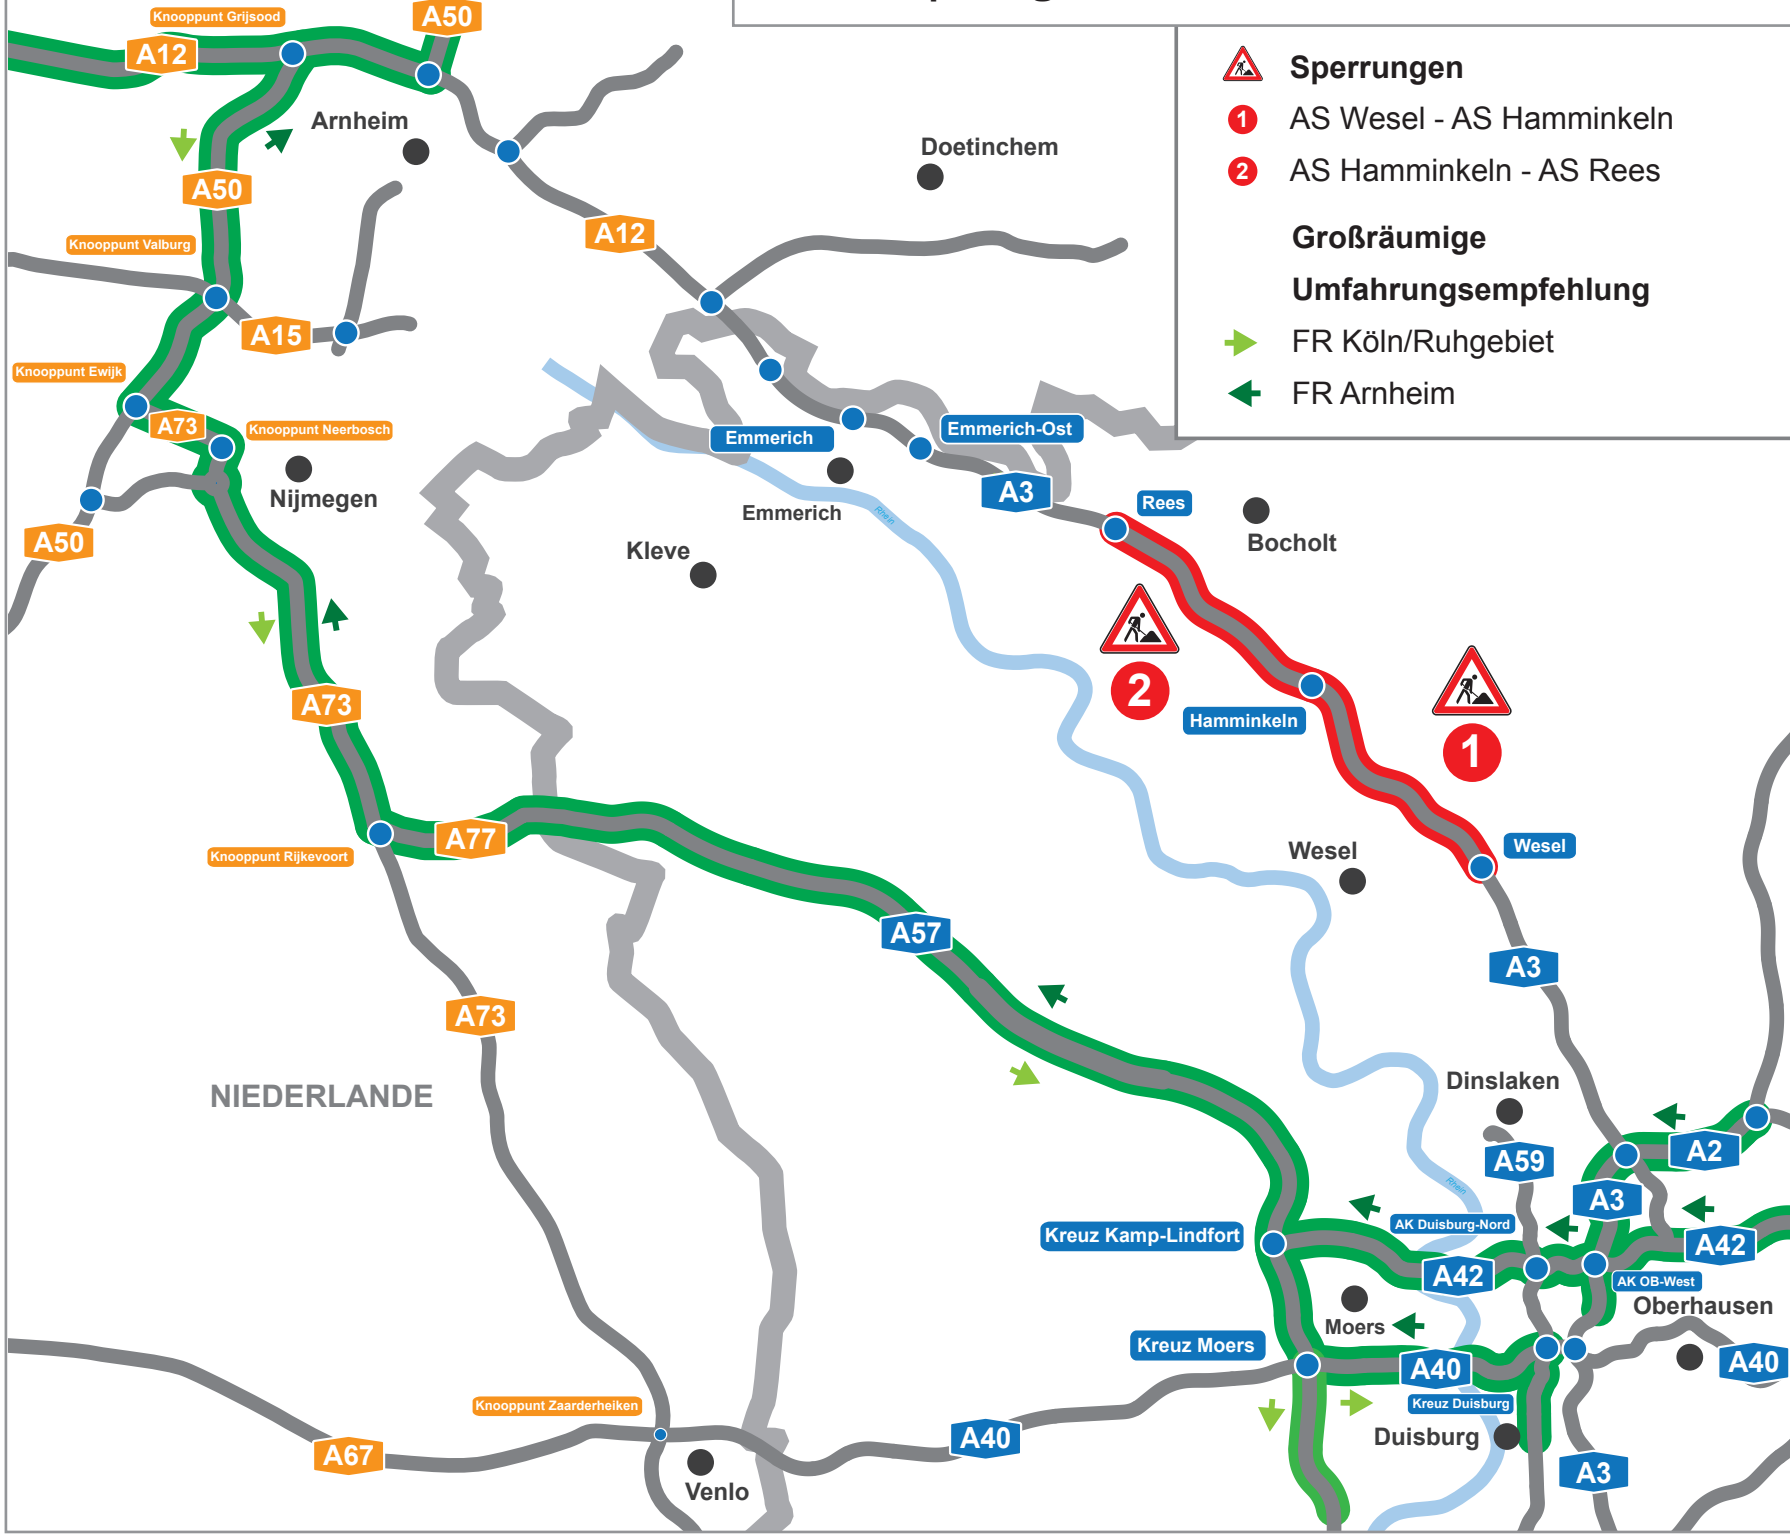 Knooppunt Grijsood
A50
A12
Sperrungen
1 AS Wesel - AS Hamminkeln
2 AS Hamminkeln - AS Rees
Großräumige
Umfahrungsempfehlung
FR Köln/Ruhgebiet
FR Arnheim
Arnheim
Doetinchem
A50
A12
Knooppunt Valburg
A15
Knooppunt Ewijk
A73
Knooppunt Neerbosch
Nijmegen
A50
Emmerich
Emmerich-Ost
A3
Emmerich
Rhein
Rees
Bocholt
Kleve
2
Hamminkeln
1
A73
A77
Knooppunt Rijkevoort
Wesel
Wesel
A57
A3
A73
NIEDERLANDE
Dinslaken
A59
A2
Rhein
A3
Kreuz Kamp-Lindfort
AK Duisburg-Nord
A42
A42
AK OB-West
Oberhausen
Moers
Kreuz Moers
A40
A40
Kreuz Duisburg
Duisburg
Knooppunt Zaarderheiken
A67
A40
A3
Venlo